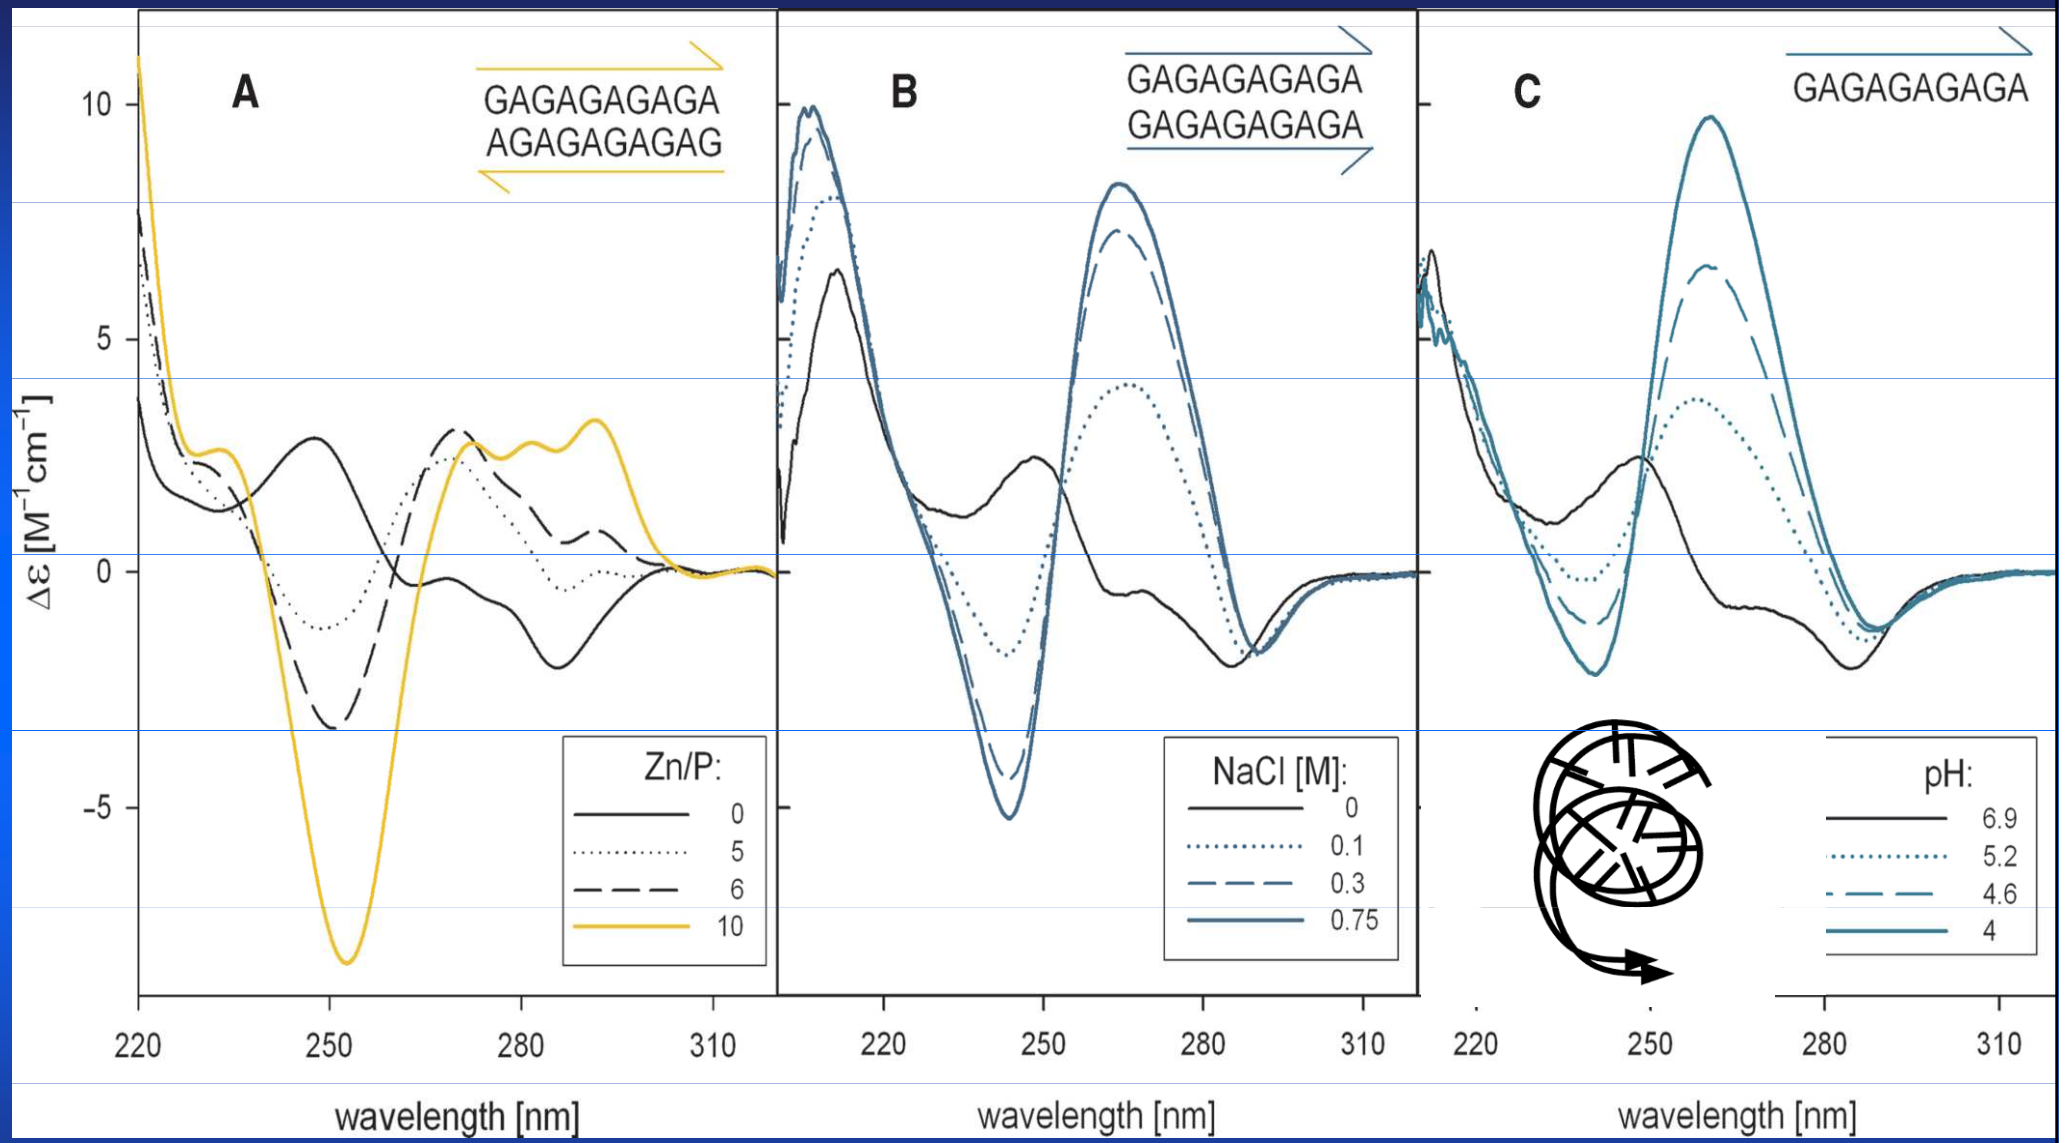 A
GAGAGAGAGA
AGAGAGAGAG
B
GAGAGAGAGA
GAGAGAGAGA
C
GAGAGAGAGA
10
5
0
−5
Δε [M⁻¹cm⁻¹]
Zn/P:
0
5
6
10
NaCl [M]:
0
0.1
0.3
0.75
pH:
6.9
5.2
4.6
4
220 250 280 310
220 250 280 310
220 250 280 310
wavelength [nm]
wavelength [nm]
wavelength [nm]